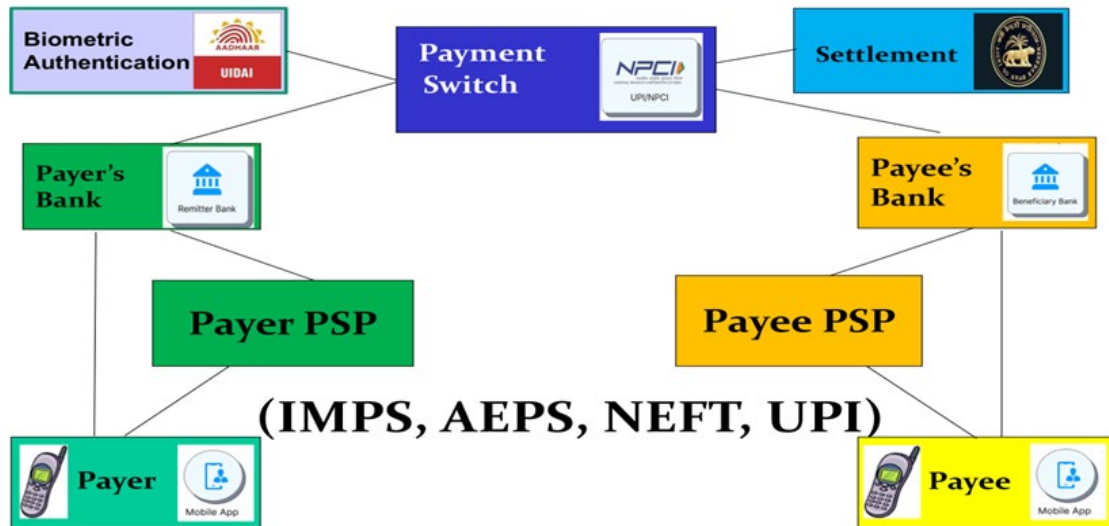 Biometric
Authentication
AADHAAR
UIDAI
Payment
Switch
NPCI
UPI/NPCI
Settlement
Payer's
Bank
Remitter Bank
Payee's
Bank
Beneficiary Bank
Payer PSP
Payee PSP
(IMPS, AEPS, NEFT, UPI)
Payer
Mobile App
Payee
Mobile App